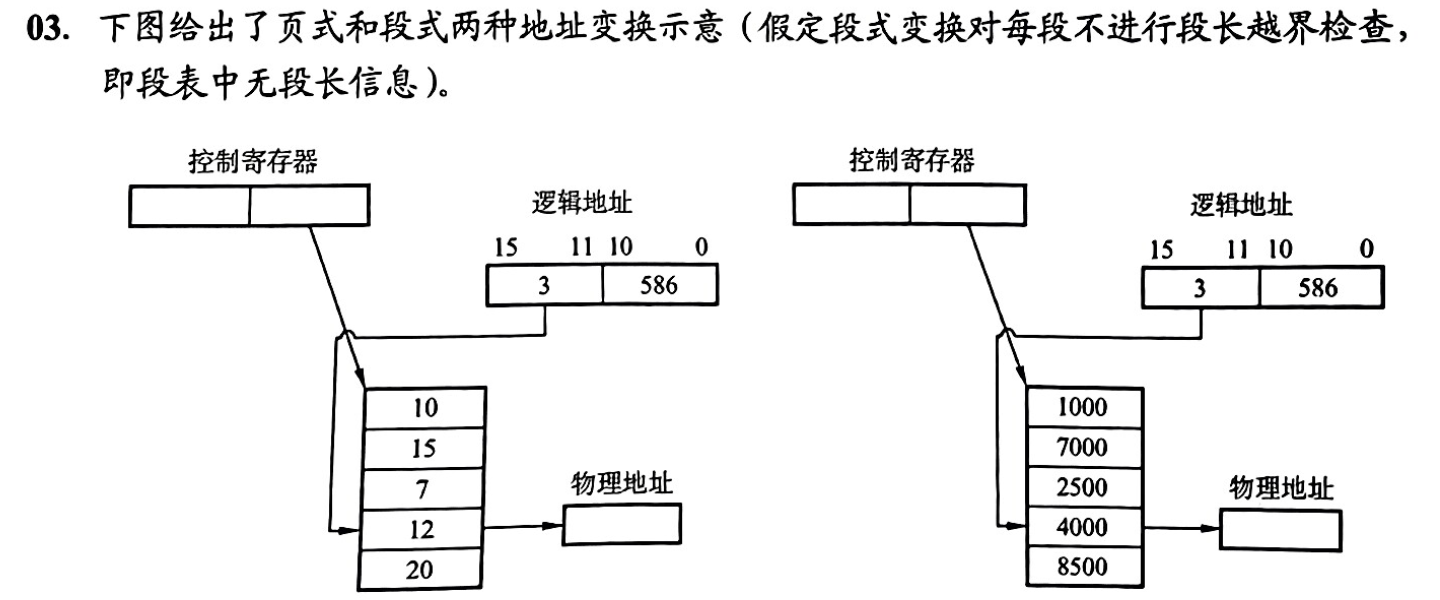 03. 下图给出了页式和段式两种地址变换示意（假定段式变换对每段不进行段长越界检查，
即段表中无段长信息）。
控制寄存器
逻辑地址
15 11 10 0
3 586
10
15
7
12
20
物理地址
控制寄存器
逻辑地址
15 11 10 0
3 586
1000
7000
2500
4000
8500
物理地址